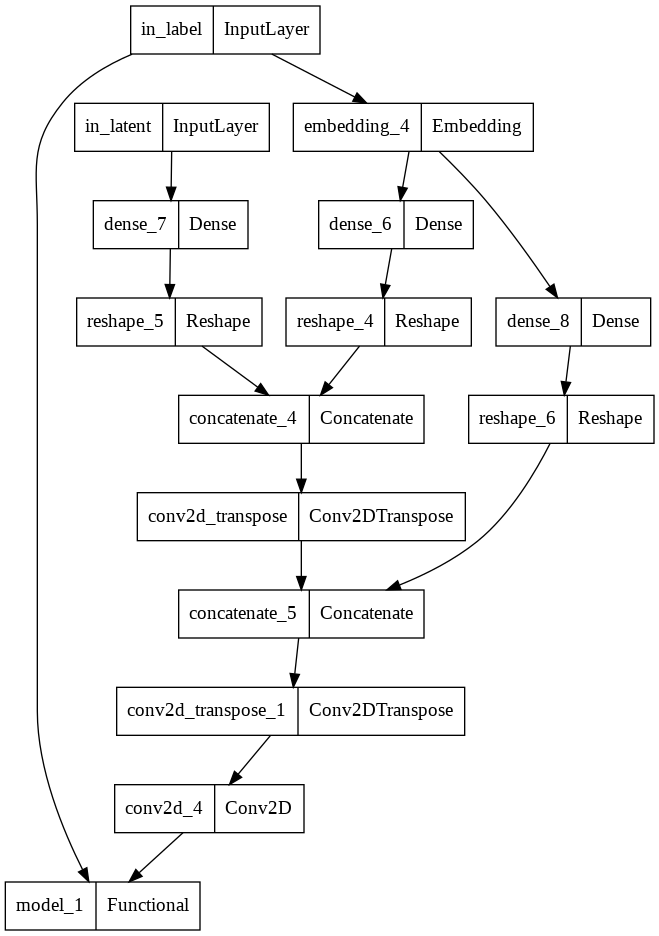 in_label InputLayer
in_latent InputLayer embedding_4 Embedding
dense_7 Dense dense_6 Dense
reshape_5 Reshape reshape_4 Reshape dense_8 Dense
concatenate_4 Concatenate reshape_6 Reshape
conv2d_transpose Conv2DTranspose
concatenate_5 Concatenate
conv2d_transpose_1 Conv2DTranspose
conv2d_4 Conv2D
model_1 Functional